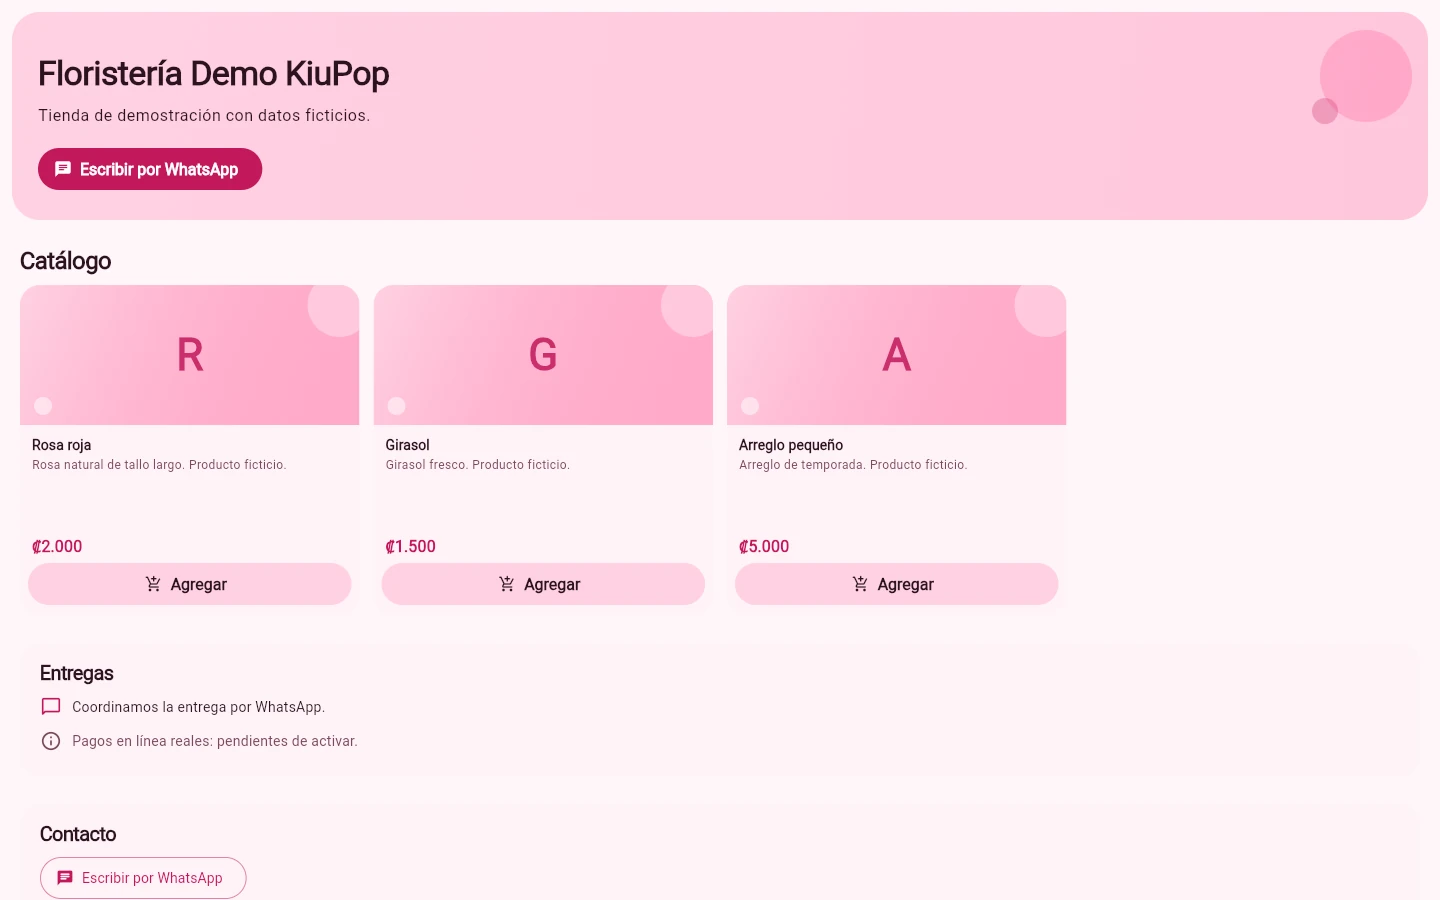 Floristería Demo KiuPop
Tienda de demostración con datos ficticios.
Escribir por WhatsApp
Catálogo
R
G
A
Rosa roja
Rosa natural de tallo largo. Producto ficticio.
₡2.000
Agregar
Girasol
Girasol fresco. Producto ficticio.
₡1.500
Agregar
Arreglo pequeño
Arreglo de temporada. Producto ficticio.
₡5.000
Agregar
Entregas
Coordinamos la entrega por WhatsApp.
Pagos en línea reales: pendientes de activar.
Contacto
Escribir por WhatsApp